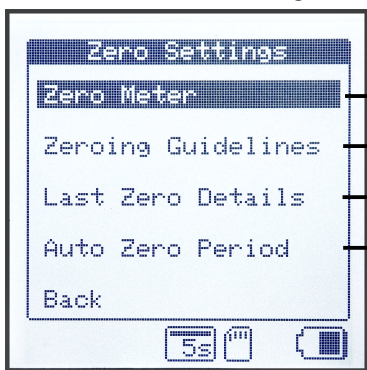 Zero Settings
Zero Meter
Zeroing Guidelines
Last Zero Details
Auto Zero Period
Back
5s